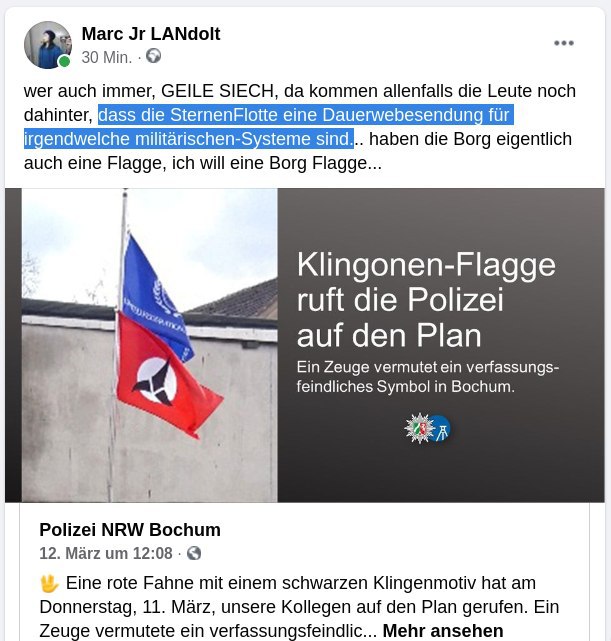 Marc Jr LANdolt
30 Min. ·
wer auch immer, GEILE SIECH, da kommen allenfalls die Leute noch
dahinter, dass die SternenFlotte eine Dauerwebesendung für
irgendwelche militärischen-Systeme sind... haben die Borg eigentlich
auch eine Flagge, ich will eine Borg Flagge...
Klingonen-Flagge
ruft die Polizei
auf den Plan
Ein Zeuge vermutet ein verfassungs-
feindliches Symbol in Bochum.
Polizei NRW Bochum
12. März um 12:08 ·
🖖 Eine rote Fahne mit einem schwarzen Klingenmotiv hat am
Donnerstag, 11. März, unsere Kollegen auf den Plan gerufen. Ein
Zeuge vermutete ein verfassungsfeindlic... Mehr ansehen